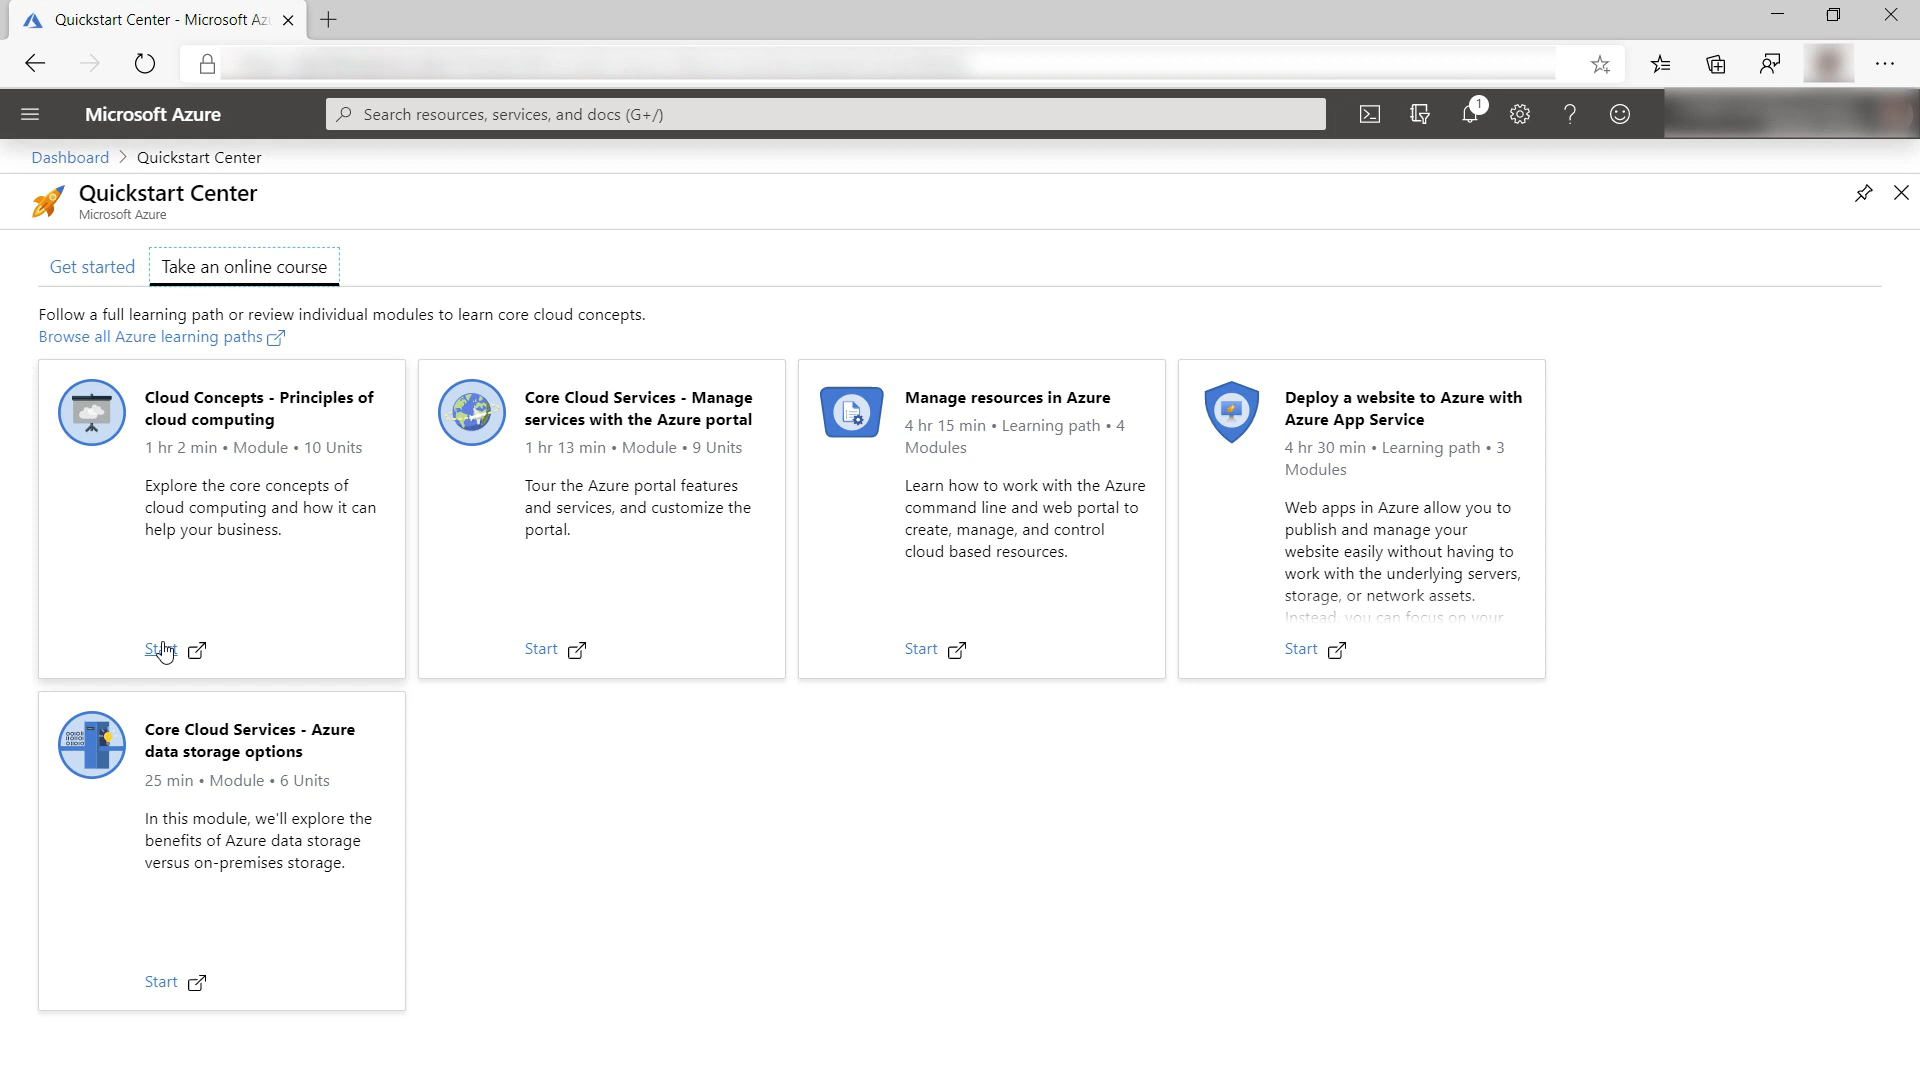 Quickstart Center - Microsoft Az
Microsoft Azure
Search resources, services, and docs (G+/)
1
Dashboard > Quickstart Center
Quickstart Center
Microsoft Azure
Get started
Take an online course
Follow a full learning path or review individual modules to learn core cloud concepts.
Browse all Azure learning paths
Cloud Concepts - Principles of
cloud computing
1 hr 2 min • Module • 10 Units
Explore the core concepts of
cloud computing and how it can
help your business.
Start
Core Cloud Services - Manage
services with the Azure portal
1 hr 13 min • Module • 9 Units
Tour the Azure portal features
and services, and customize the
portal.
Start
Manage resources in Azure
4 hr 15 min • Learning path • 4
Modules
Learn how to work with the Azure
command line and web portal to
create, manage, and control
cloud based resources.
Start
Deploy a website to Azure with
Azure App Service
4 hr 30 min • Learning path • 3
Modules
Web apps in Azure allow you to
publish and manage your
website easily without having to
work with the underlying servers,
storage, or network assets.
Instead, you can focus on your
Start
Core Cloud Services - Azure
data storage options
25 min • Module • 6 Units
In this module, we'll explore the
benefits of Azure data storage
versus on-premises storage.
Start